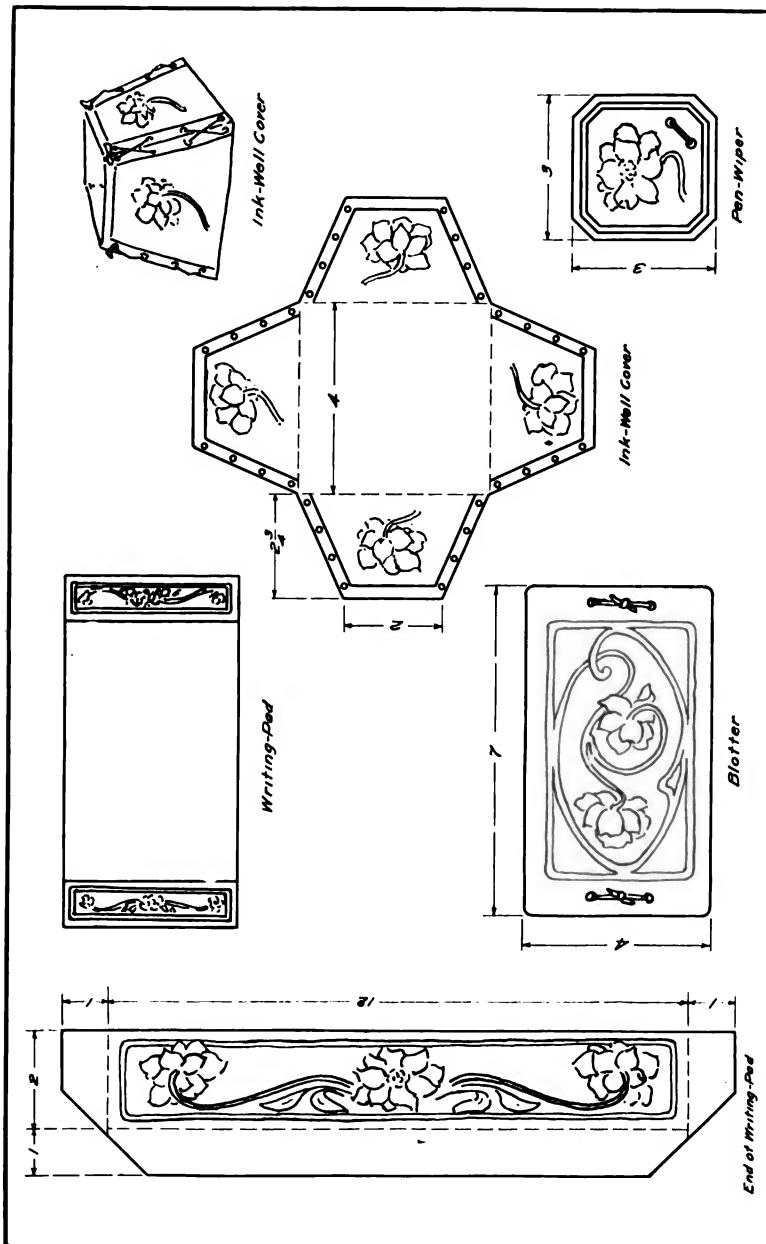 1
12
1
1
2
End of Writing-Pad
Writing-Pad
7
4
Blotter
2 3/4
4
2
Ink-Well Cover
Ink-Well Cover
3
3
Pen-Wiper